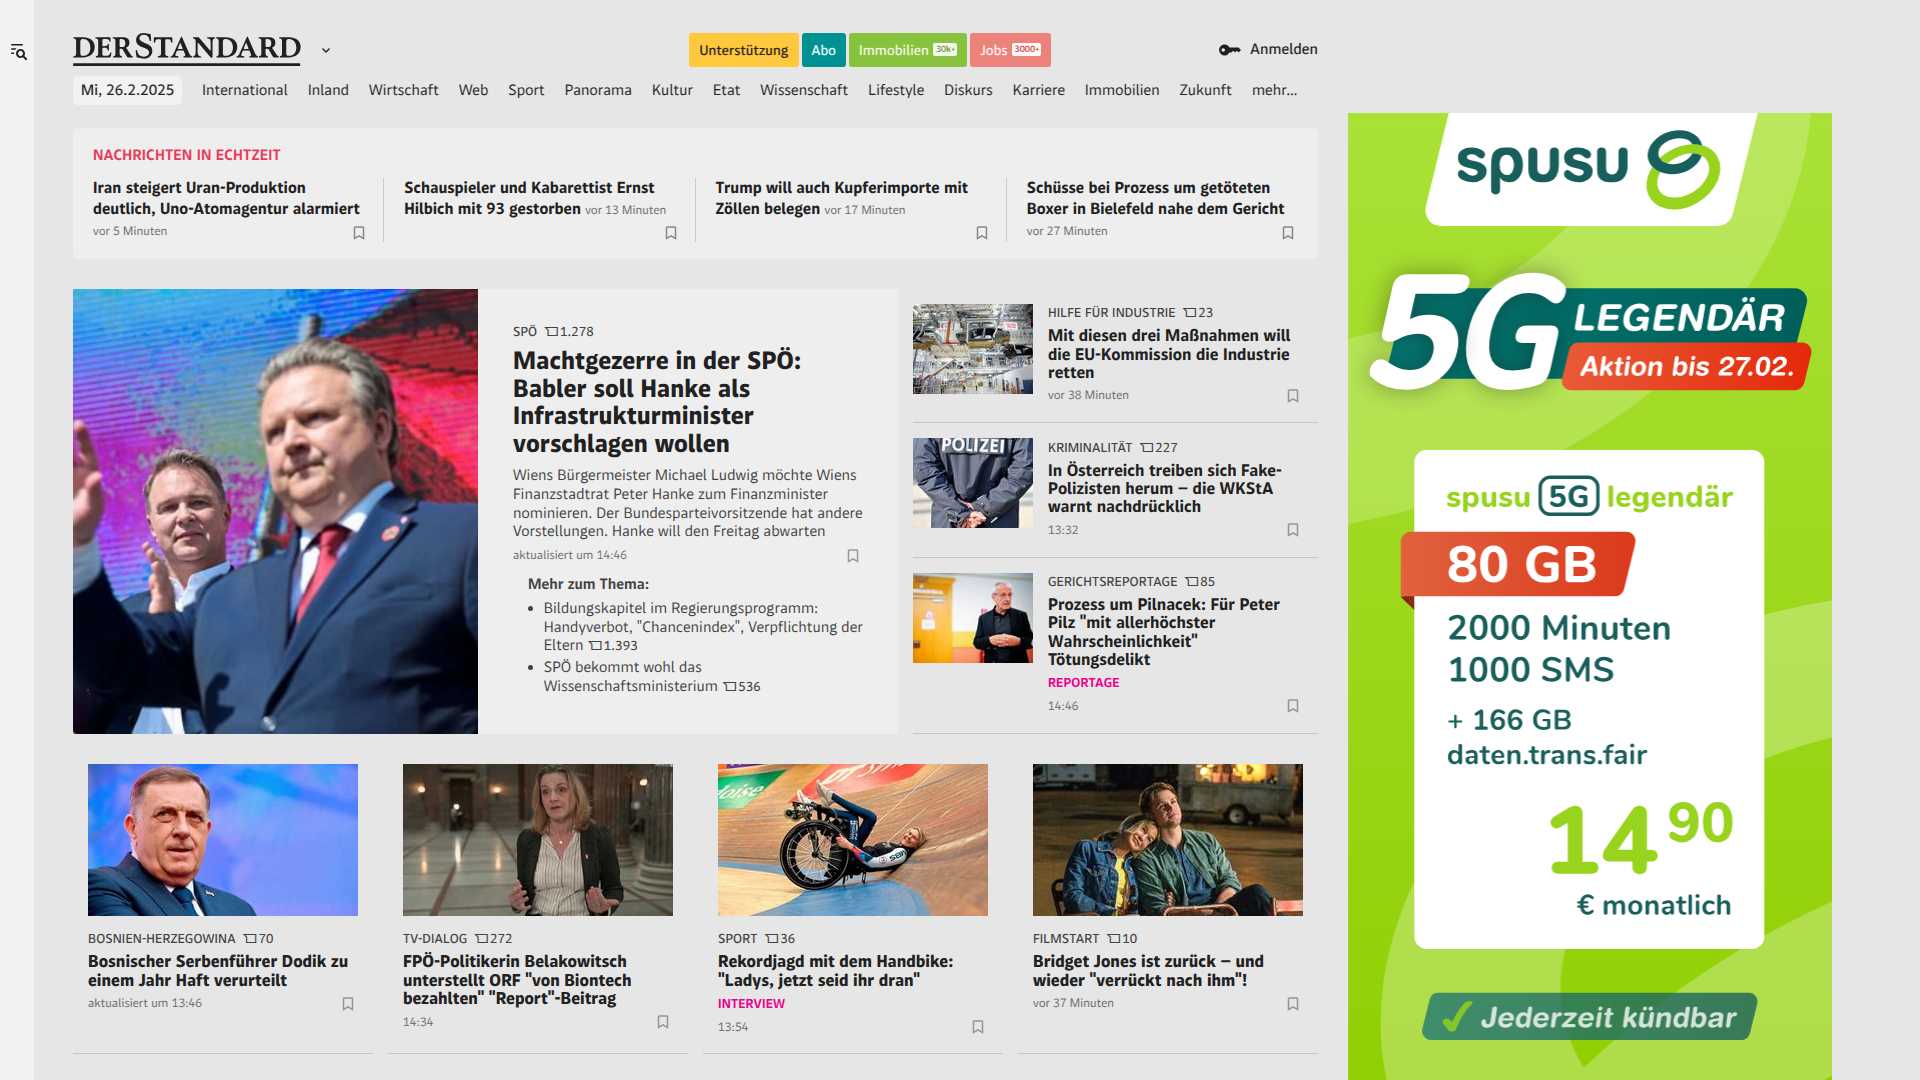 DERSTANDARD
Unterstützung
Abo
Immobilien 30k+
Jobs 3000+
Anmelden
Mi, 26.2.2025
International
Inland
Wirtschaft
Web
Sport
Panorama
Kultur
Etat
Wissenschaft
Lifestyle
Diskurs
Karriere
Immobilien
Zukunft
mehr...
NACHRICHTEN IN ECHTZEIT
Iran steigert Uran-Produktion
deutlich, Uno-Atomagentur alarmiert
vor 5 Minuten
Schauspieler und Kabarettist Ernst
Hilbich mit 93 gestorben vor 13 Minuten
Trump will auch Kupferimporte mit
Zöllen belegen vor 17 Minuten
Schüsse bei Prozess um getöteten
Boxer in Bielefeld nahe dem Gericht
vor 27 Minuten
SPÖ 1.278
Machtgezerre in der SPÖ:
Babler soll Hanke als
Infrastrukturminister
vorschlagen wollen
Wiens Bürgermeister Michael Ludwig möchte Wiens
Finanzstadtrat Peter Hanke zum Finanzminister
nominieren. Der Bundesparteivorsitzende hat andere
Vorstellungen. Hanke will den Freitag abwarten
aktualisiert um 14:46
Mehr zum Thema:
• Bildungskapitel im Regierungsprogramm:
Handyverbot, "Chancenindex", Verpflichtung der
Eltern 1.393
• SPÖ bekommt wohl das
Wissenschaftsministerium 536
HILFE FÜR INDUSTRIE 23
Mit diesen drei Maßnahmen will
die EU-Kommission die Industrie
retten
vor 38 Minuten
POLIZEI
KRIMINALITÄT 227
In Österreich treiben sich Fake-
Polizisten herum – die WKStA
warnt nachdrücklich
13:32
GERICHTSREPORTAGE 85
Prozess um Pilnacek: Für Peter
Pilz "mit allerhöchster
Wahrscheinlichkeit"
Tötungsdelikt
REPORTAGE
14:46
BOSNIEN-HERZEGOWINA 70
Bosnischer Serbenführer Dodik zu
einem Jahr Haft verurteilt
aktualisiert um 13:46
TV-DIALOG 272
FPÖ-Politikerin Belakowitsch
unterstellt ORF "von Biontech
bezahlten" "Report"-Beitrag
14:34
SPORT 36
Rekordjagd mit dem Handbike:
"Ladys, jetzt seid ihr dran"
INTERVIEW
13:54
FILMSTART 10
Bridget Jones ist zurück – und
wieder "verrückt nach ihm"!
vor 37 Minuten
spusu
5G LEGENDÄR
Aktion bis 27.02.
spusu 5G legendär
80 GB
2000 Minuten
1000 SMS
+ 166 GB
daten.trans.fair
14 90
€ monatlich
Jederzeit kündbar